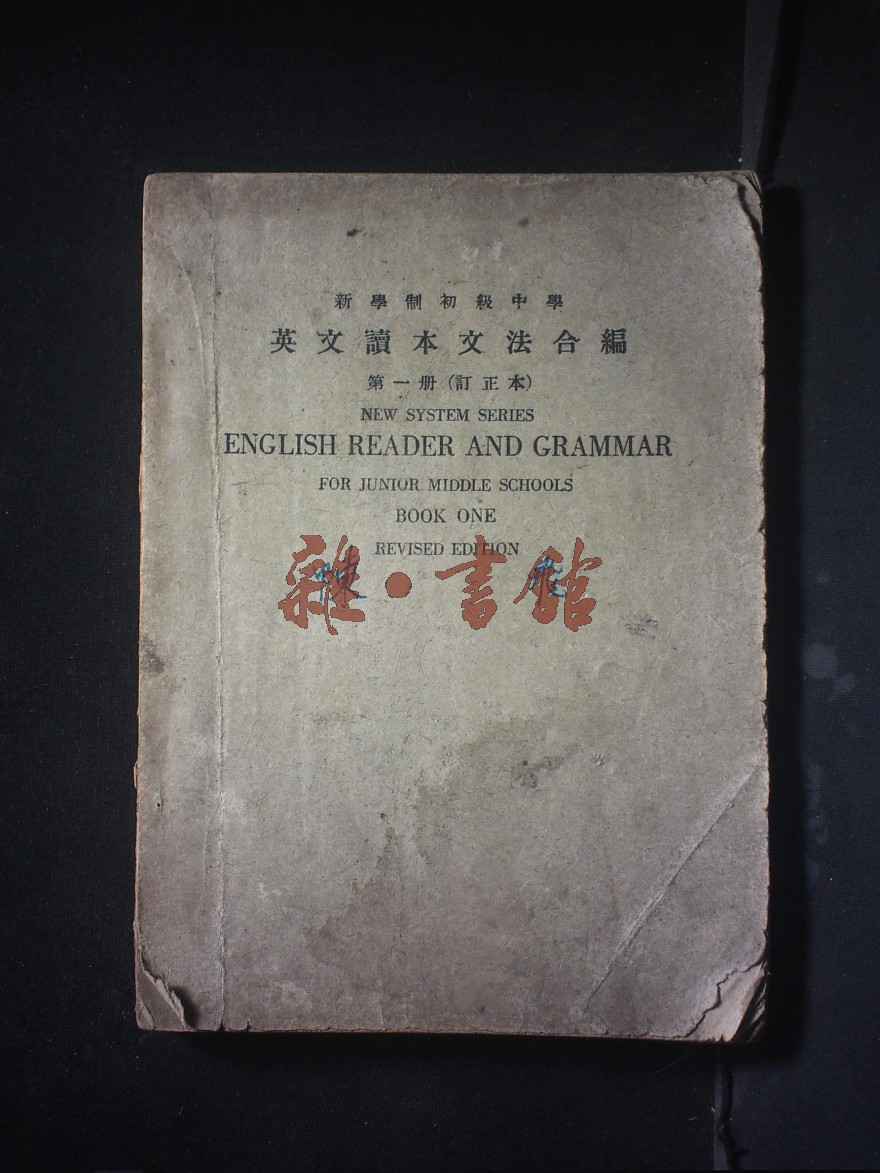 新學制初級中學
英文讀本文法合編
第一册(訂正本)
NEW SYSTEM SERIES
ENGLISH READER AND GRAMMAR
FOR JUNIOR MIDDLE SCHOOLS
BOOK ONE
REVISED EDITION
雜·書館